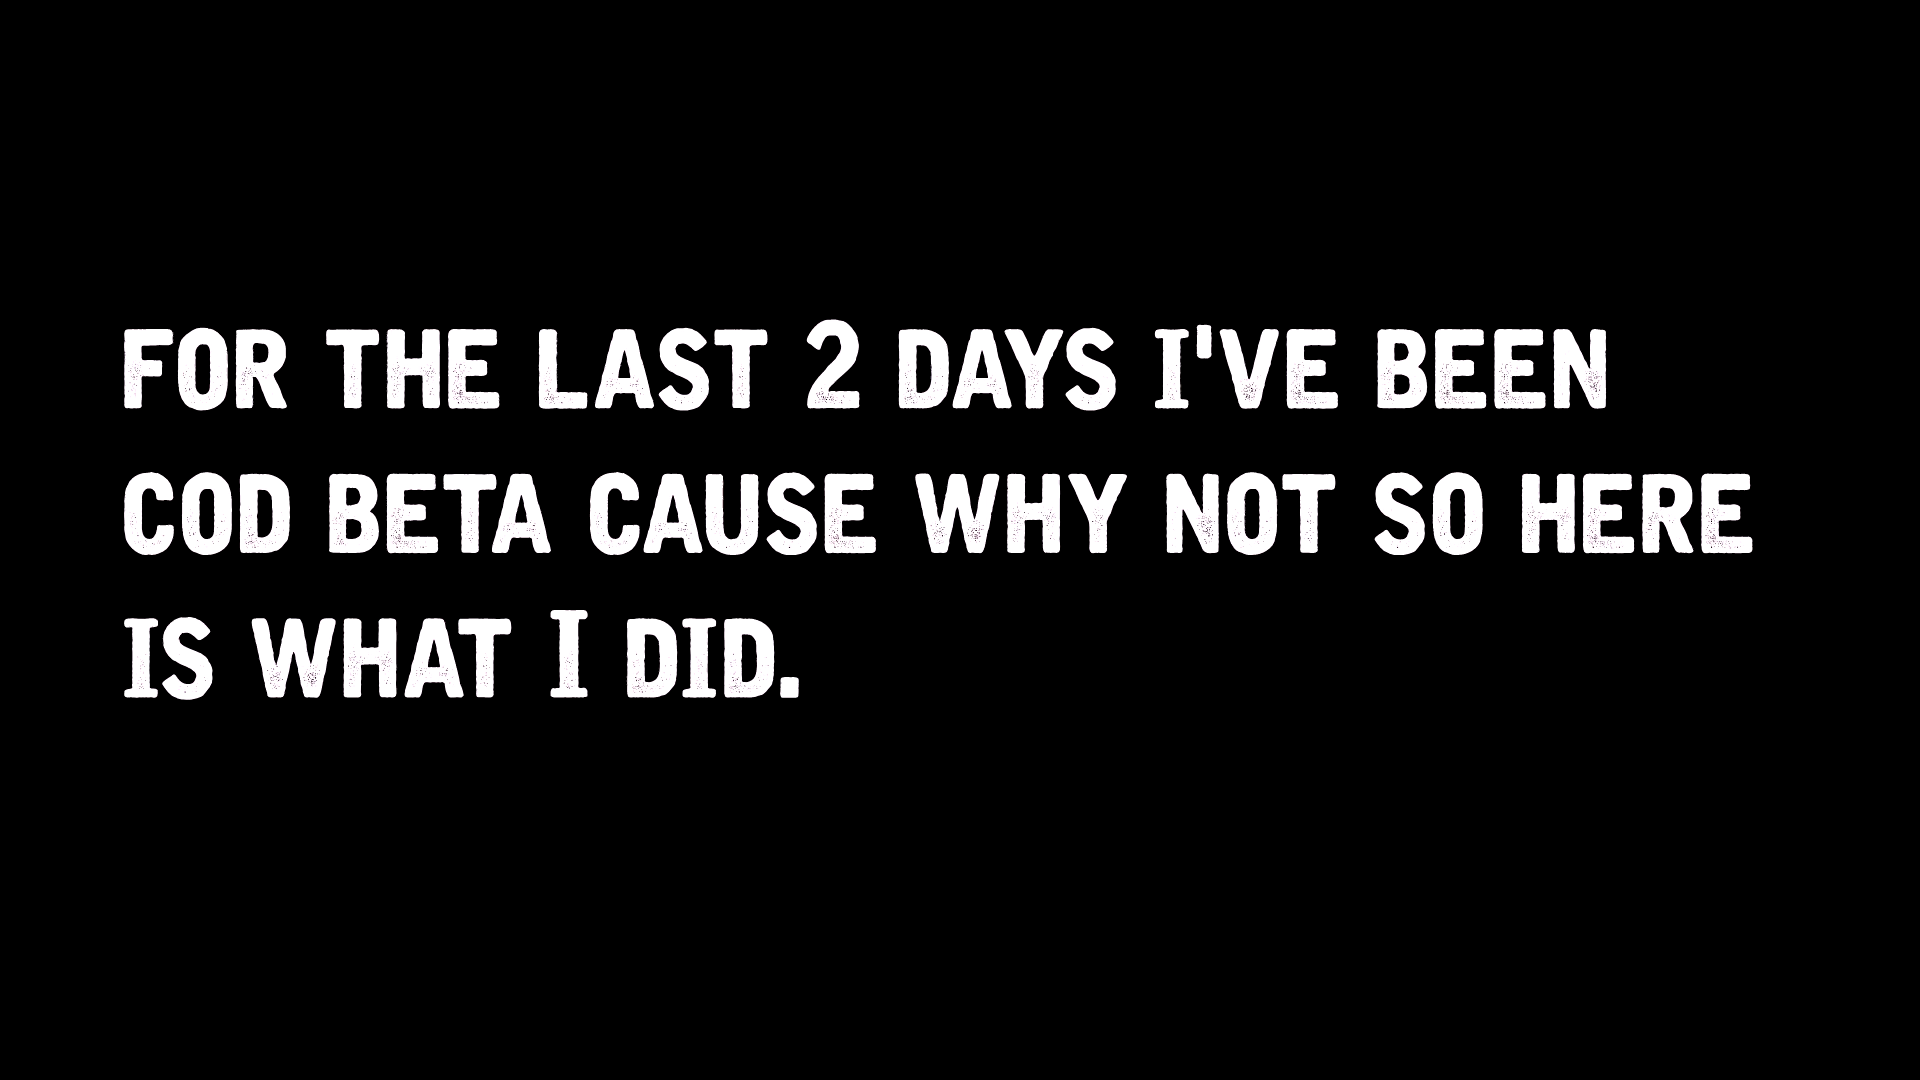 FOR THE LAST 2 DAYS I'VE BEEN
COD BETA CAUSE WHY NOT SO HERE
IS WHAT I DID.